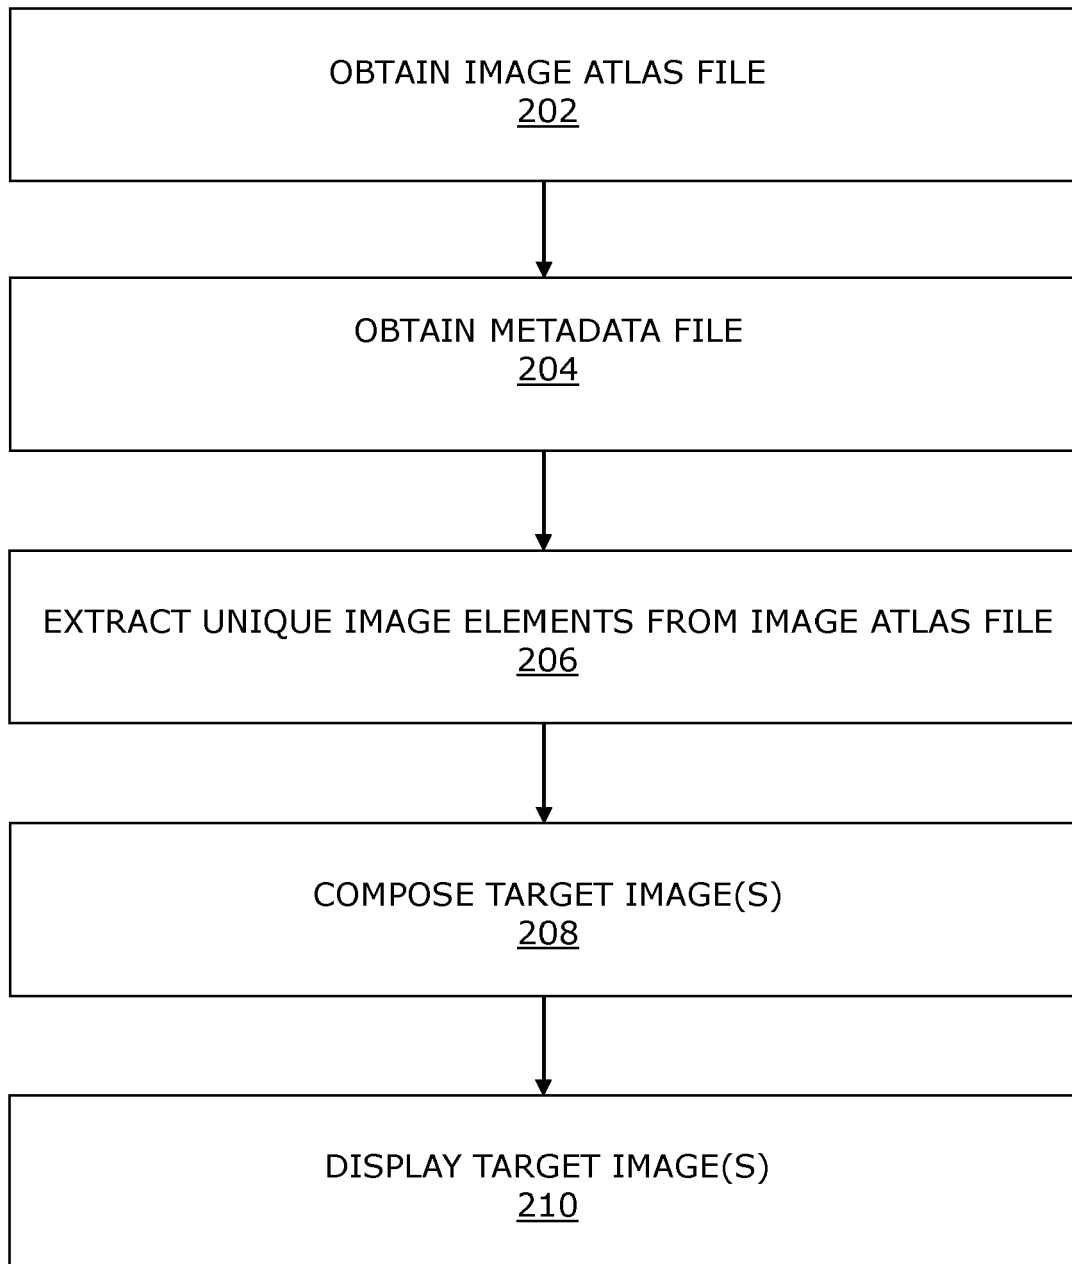 OBTAIN IMAGE ATLAS FILE
202
OBTAIN METADATA FILE
204
EXTRACT UNIQUE IMAGE ELEMENTS FROM IMAGE ATLAS FILE
206
COMPOSE TARGET IMAGE(S)
208
DISPLAY TARGET IMAGE(S)
210